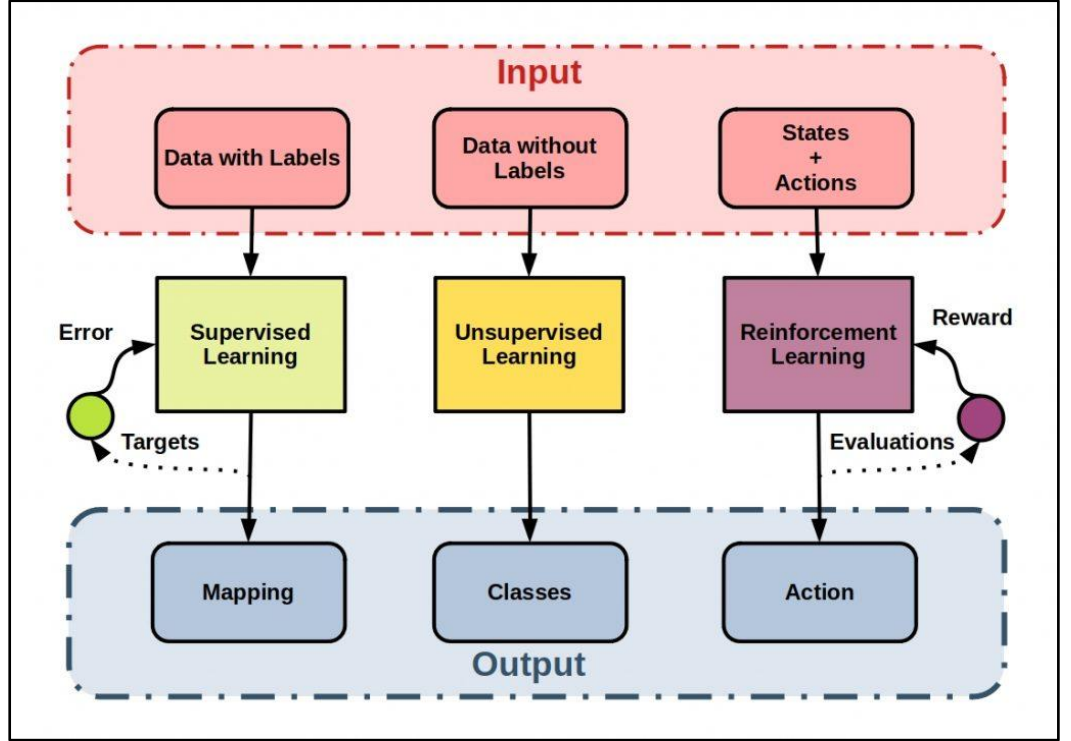 Input
Data with Labels
Data without
Labels
States
+
Actions
Error
Supervised
Learning
Unsupervised
Learning
Reinforcement
Learning
Reward
Targets
Evaluations
Mapping
Classes
Action
Output